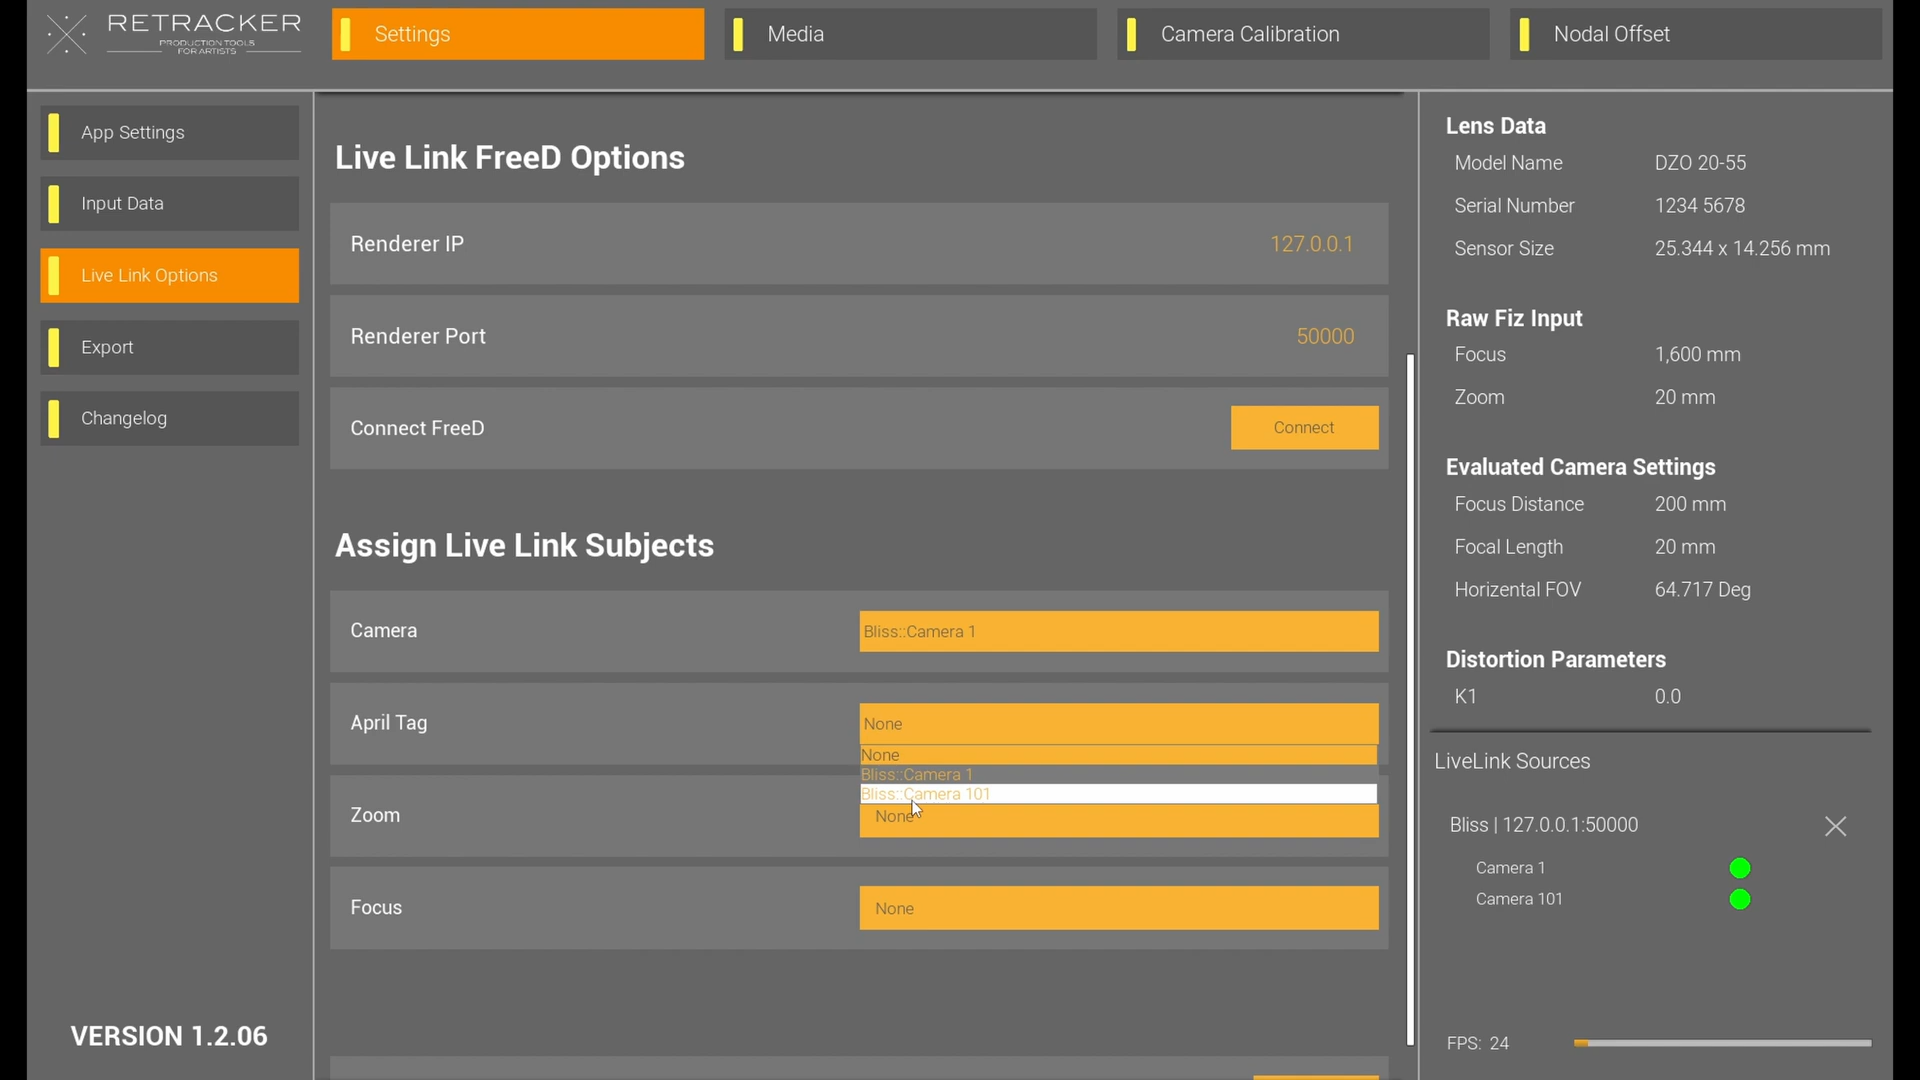 RETRACKER
PRODUCTION TOOLS
FOR ARTISTS
Settings
Media
Camera Calibration
Nodal Offset
App Settings
Input Data
Live Link Options
Export
Changelog
VERSION 1.2.06
Live Link FreeD Options
Renderer IP 127.0.0.1
Renderer Port 50000
Connect FreeD Connect
Assign Live Link Subjects
Camera Bliss::Camera 1
April Tag None
None
Bliss::Camera 1
Bliss::Camera 101
Zoom None
Focus None
Lens Data
Model Name DZO 20-55
Serial Number 1234 5678
Sensor Size 25.344 x 14.256 mm
Raw Fiz Input
Focus 1,600 mm
Zoom 20 mm
Evaluated Camera Settings
Focus Distance 200 mm
Focal Length 20 mm
Horizental FOV 64.717 Deg
Distortion Parameters
K1 0.0
LiveLink Sources
Bliss | 127.0.0.1:50000
Camera 1
Camera 101
FPS: 24